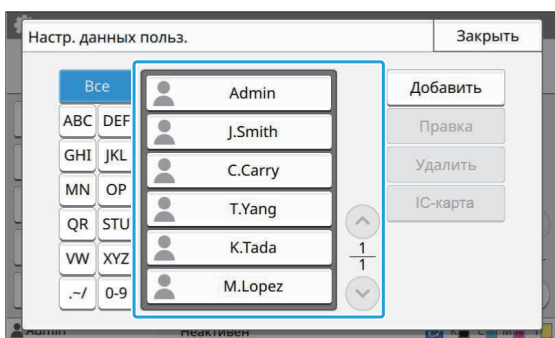 Настр. данных польз.
Закрыть
Все
ABC DEF
GHI JKL
MN OP
QR STU
VW XYZ
.~/ 0-9
Admin
J.Smith
C.Carry
T.Yang
K.Tada
M.Lopez
1
1
Добавить
Правка
Удалить
IC-карта
Admin
Неактивен
K C M Y